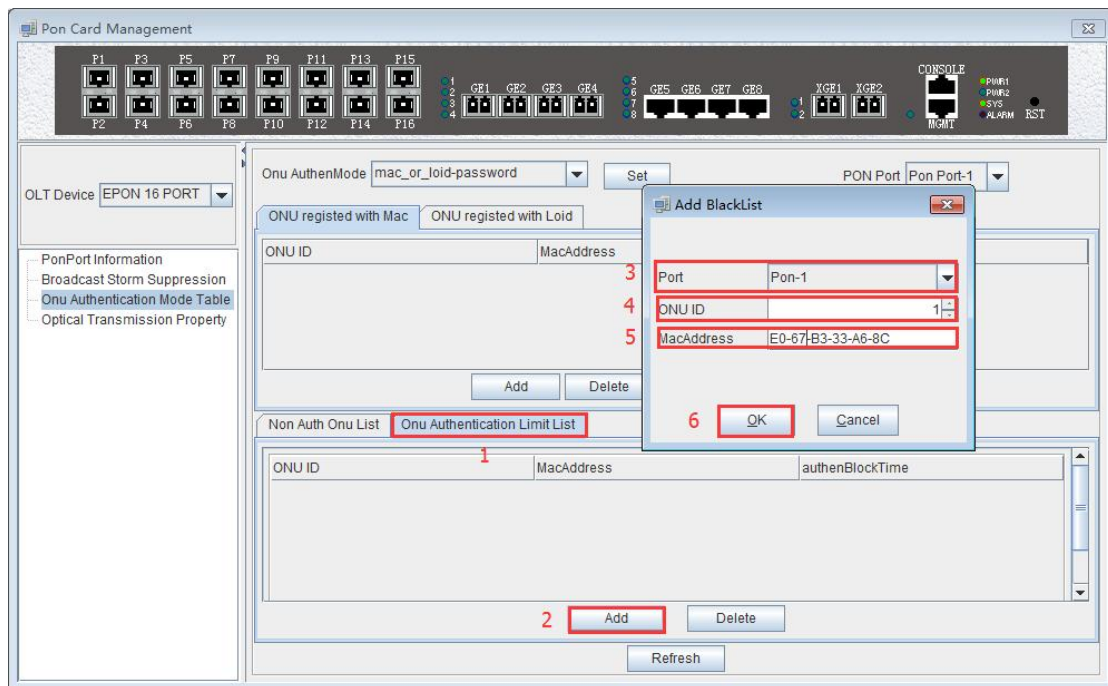 Pon Card Management
P1 P3 P5 P7 P9 P11 P13 P15
P2 P4 P6 P8 P10 P12 P14 P16
1
2
3
4
GE1 GE2 GE3 GE4
5
6
7
8
GE5 GE6 GE7 GE8
1
2
XGE1 XGE2
CONSOLE
MGMT
PWR1
PWR2
SYS
ALARM
RST
OLT Device EPON 16 PORT
PonPort Information
Broadcast Storm Suppression
Onu Authentication Mode Table
Optical Transmission Property
Onu AuthenMode mac_or_loid-password Set PON Port Pon Port-1
ONU registed with Mac ONU registed with Loid
ONU ID MacAddress
Add Delete
Add BlackList
3 Port Pon-1
4 ONU ID 1
5 MacAddress E0-67-B3-33-A6-8C
6 OK Cancel
Non Auth Onu List Onu Authentication Limit List
1
ONU ID MacAddress authenBlockTime
2 Add Delete
Refresh